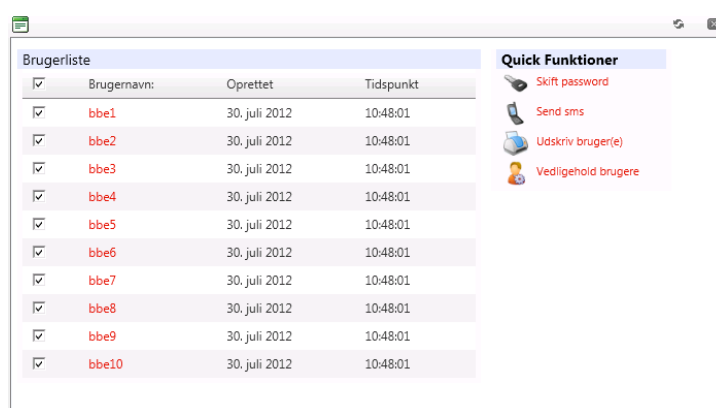 Brugerliste
Brugernavn: Oprettet Tidspunkt
bbe1 30. juli 2012 10:48:01
bbe2 30. juli 2012 10:48:01
bbe3 30. juli 2012 10:48:01
bbe4 30. juli 2012 10:48:01
bbe5 30. juli 2012 10:48:01
bbe6 30. juli 2012 10:48:01
bbe7 30. juli 2012 10:48:01
bbe8 30. juli 2012 10:48:01
bbe9 30. juli 2012 10:48:01
bbe10 30. juli 2012 10:48:01
Quick Funktioner
Skift password
Send sms
Udskriv bruger(e)
Vedligehold brugere